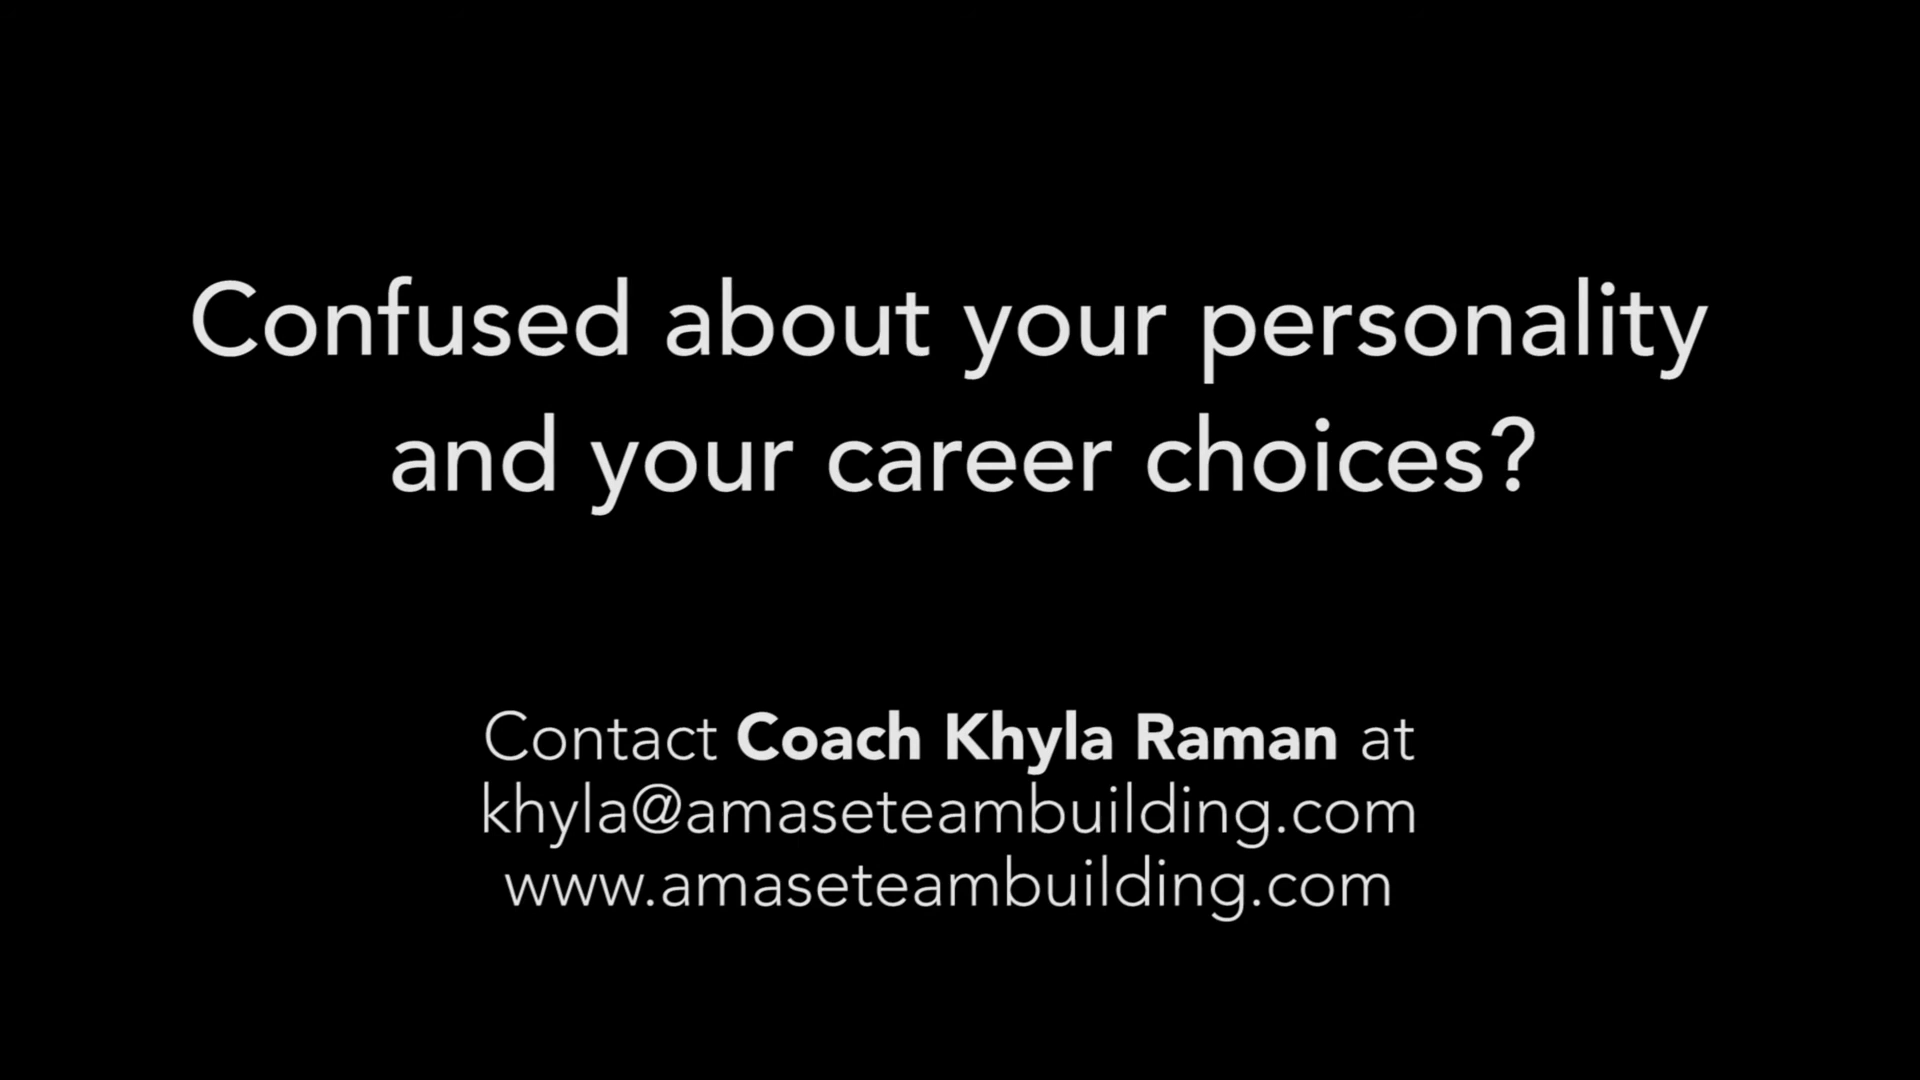 Confused about your personality
and your career choices?
Contact Coach Khyla Raman at
khyla@amaseteambuilding.com
www.amaseteambuilding.com